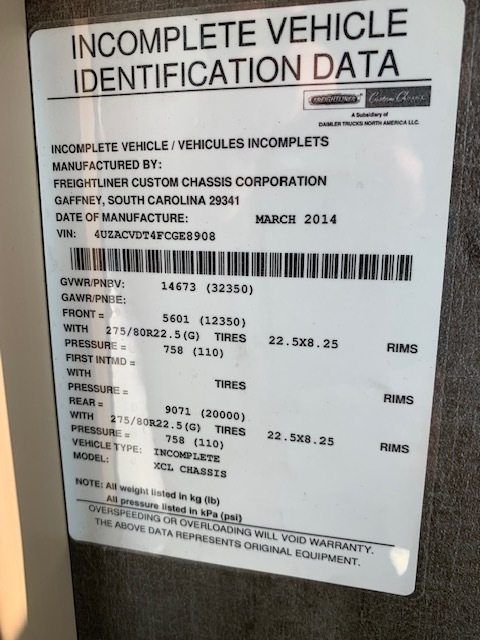 INCOMPLETE VEHICLE
IDENTIFICATION DATA
FREIGHTLINER Custom Chassis
A Subsidiary of
DAIMLER TRUCKS NORTH AMERICA LLC.
INCOMPLETE VEHICLE / VEHICULES INCOMPLETS
MANUFACTURED BY:
FREIGHTLINER CUSTOM CHASSIS CORPORATION
GAFFNEY, SOUTH CAROLINA 29341
DATE OF MANUFACTURE: MARCH 2014
VIN: 4UZACVDT4FCGE8908
GVWR/PNBV: 14673 (32350)
GAWR/PNBE:
FRONT = 5601 (12350)
WITH 275/80R22.5(G) TIRES 22.5X8.25 RIMS
PRESSURE = 758 (110)
FIRST INTMD =
WITH TIRES RIMS
PRESSURE =
REAR = 9071 (20000)
WITH 275/80R22.5(G) TIRES 22.5X8.25 RIMS
PRESSURE = 758 (110)
VEHICLE TYPE: INCOMPLETE
MODEL: XCL CHASSIS
NOTE: All weight listed in kg (lb)
All pressure listed in kPa (psi)
OVERSPEEDING OR OVERLOADING WILL VOID WARRANTY.
THE ABOVE DATA REPRESENTS ORIGINAL EQUIPMENT.